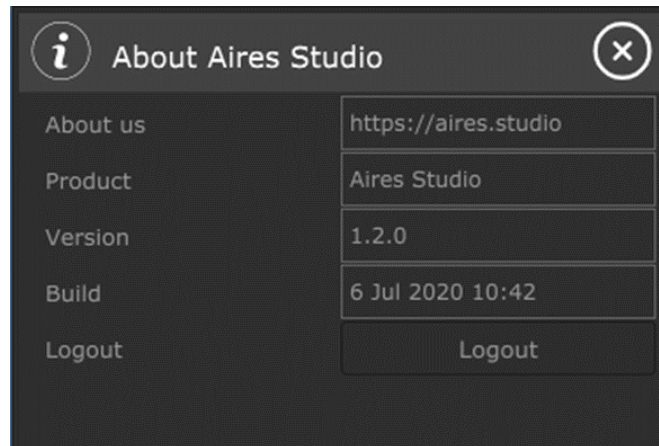 i About Aires Studio
About us https://aires.studio
Product Aires Studio
Version 1.2.0
Build 6 Jul 2020 10:42
Logout Logout